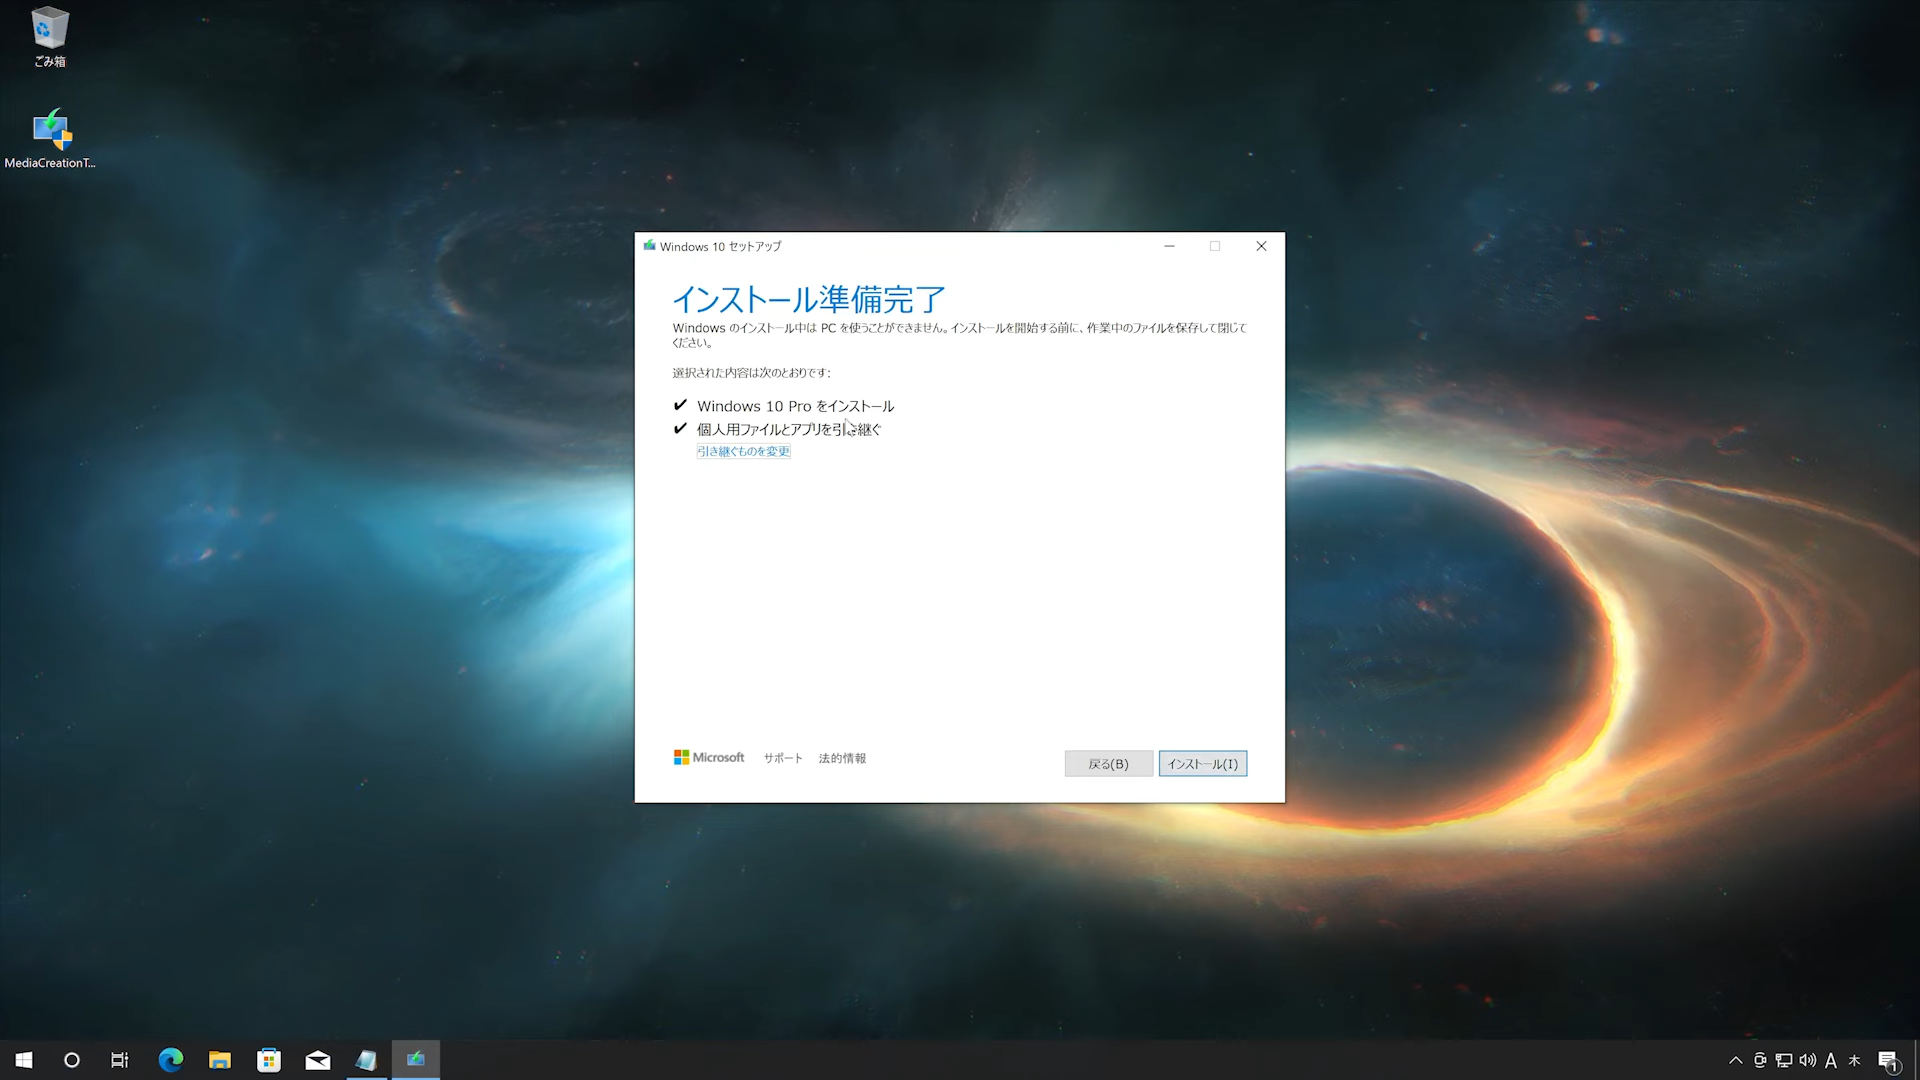 ごみ箱
MediaCreationT...
Windows 10 セットアップ
インストール準備完了
Windows のインストール中は PC を使うことができません。インストールを開始する前に、作業中のファイルを保存して閉じて
ください。
選択された内容は次のとおりです:
✔ Windows 10 Pro をインストール
✔ 個人用ファイルとアプリを引き継ぐ
引き継ぐものを変更
Microsoft サポート 法的情報
戻る(B) インストール(I)
A 1